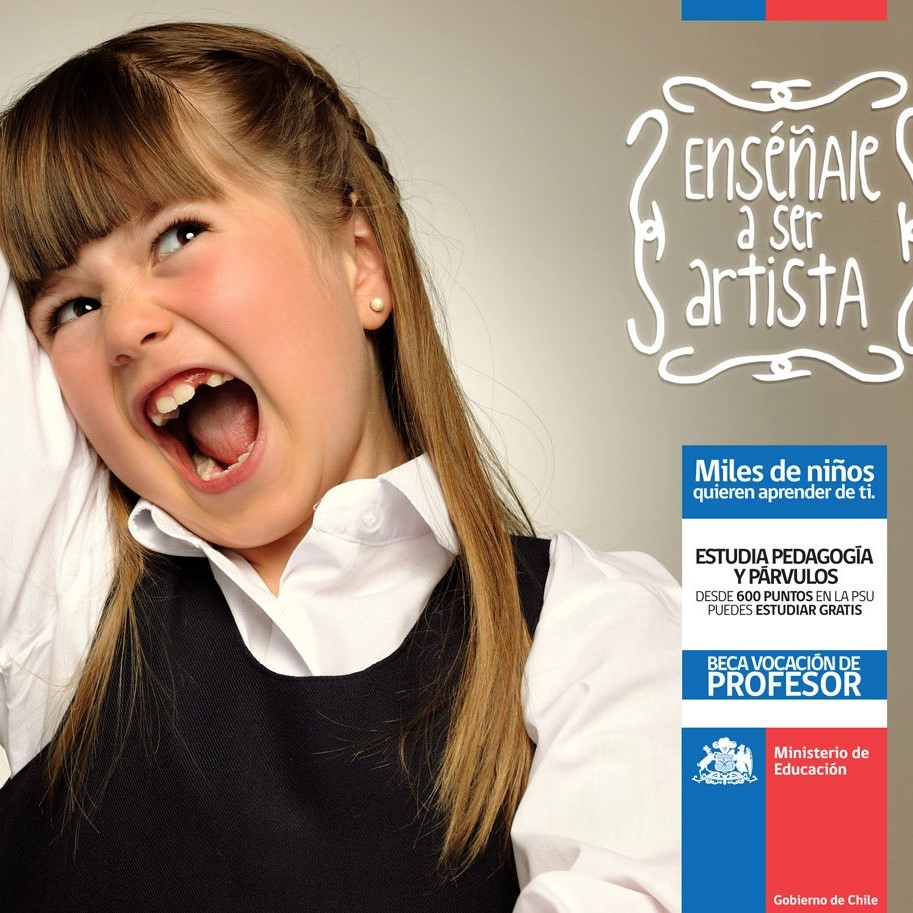 ENSÉÑAlE
a SEr
artistA
Miles de niños
quieren aprender de ti.
ESTUDIA PEDAGOGÍA
Y PÁRVULOS
DESDE 600 PUNTOS EN LA PSU
PUEDES ESTUDIAR GRATIS
BECA VOCACIÓN DE
PROFESOR
Ministerio de
Educación
Gobierno de Chile